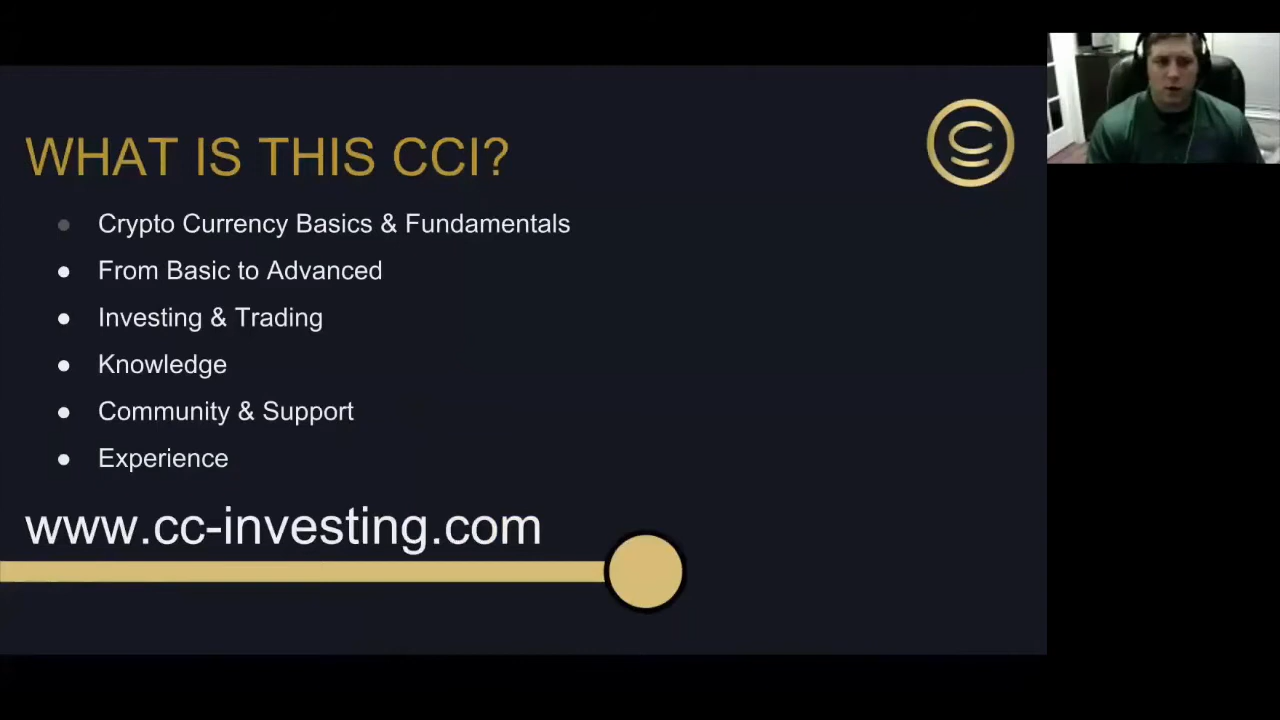 WHAT IS THIS CCI?
Crypto Currency Basics & Fundamentals
From Basic to Advanced
Investing & Trading
Knowledge
Community & Support
Experience
www.cc-investing.com